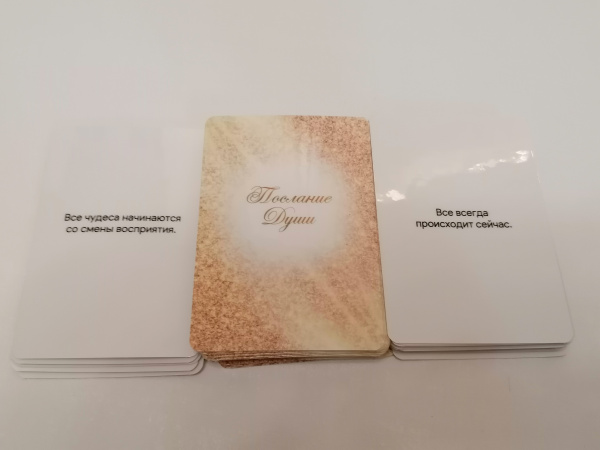 Все чудеса начинаются
со смены восприятия.
Послание
Души
Все всегда
происходит сейчас.